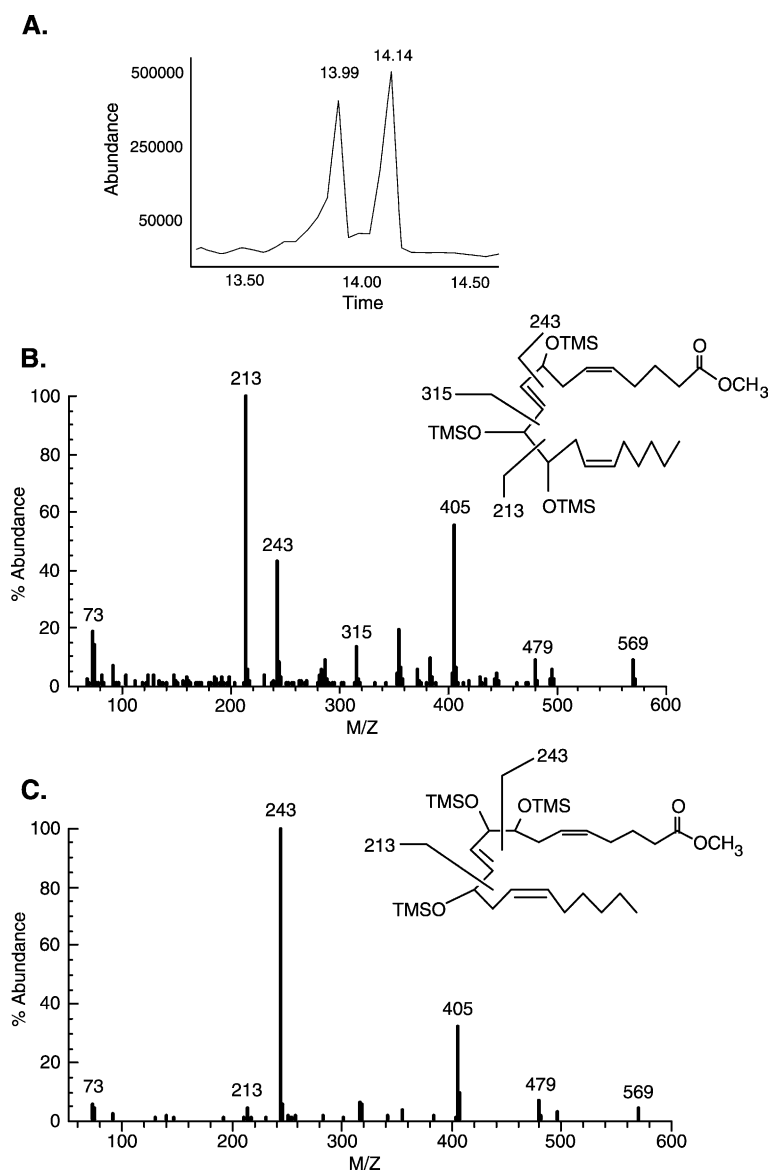 A.
14.14
13.99
500000
250000
50000
Abundance
13.50 14.00 14.50
Time
B.
243
OTMS
O
OCH3
315
TMSO
213
OTMS
213
405
243
73
315
479
569
100
80
60
40
20
0
% Abundance
100 200 300 400 500 600
M/Z
C.
243
TMSO
OTMS
O
OCH3
213
TMSO
243
405
73
213
479
569
100
80
60
40
20
0
% Abundance
100 200 300 400 500 600
M/Z